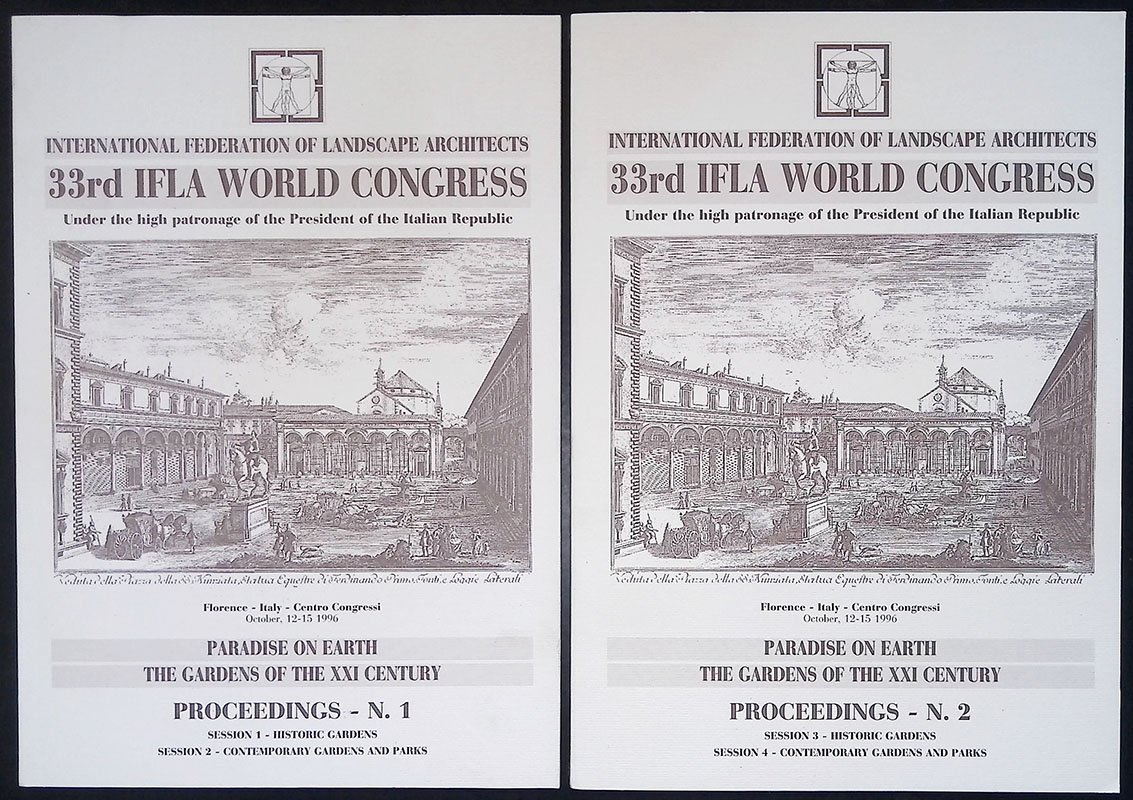 INTERNATIONAL FEDERATION OF LANDSCAPE ARCHITECTS
33rd IFLA WORLD CONGRESS
Under the high patronage of the President of the Italian Republic
Veduta della Piazza della SS. Nunziata, Statua Equestre di Ferdinando Primo, Fonti, e Loggie Laterali
Florence - Italy - Centro Congressi
October, 12-15 1996
PARADISE ON EARTH
THE GARDENS OF THE XXI CENTURY
PROCEEDINGS - N. 1
SESSION 1 - HISTORIC GARDENS
SESSION 2 - CONTEMPORARY GARDENS AND PARKS
INTERNATIONAL FEDERATION OF LANDSCAPE ARCHITECTS
33rd IFLA WORLD CONGRESS
Under the high patronage of the President of the Italian Republic
Veduta della Piazza della SS. Nunziata, Statua Equestre di Ferdinando Primo, Fonti, e Loggie Laterali
Florence - Italy - Centro Congressi
October, 12-15 1996
PARADISE ON EARTH
THE GARDENS OF THE XXI CENTURY
PROCEEDINGS - N. 2
SESSION 3 - HISTORIC GARDENS
SESSION 4 - CONTEMPORARY GARDENS AND PARKS